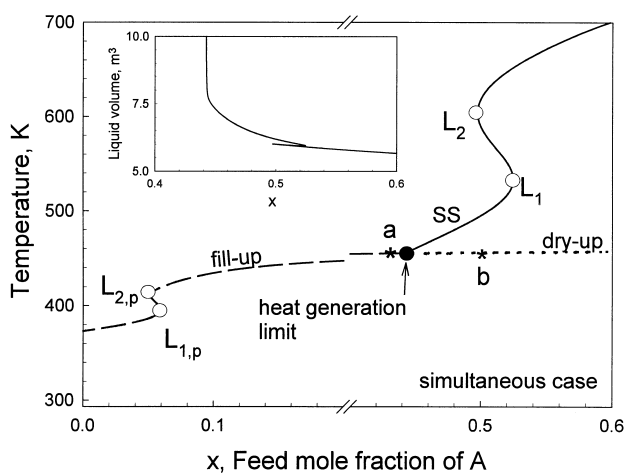 700
600
500
400
300
Temperature, K
10.0
7.5
5.0
Liquid volume, m³
0.4
0.5
0.6
x
L₂
L₁
SS
a
fill-up
dry-up
b
L₂,ₚ
L₁,ₚ
heat generation
limit
simultaneous case
0.0
0.1
0.5
0.6
x, Feed mole fraction of A